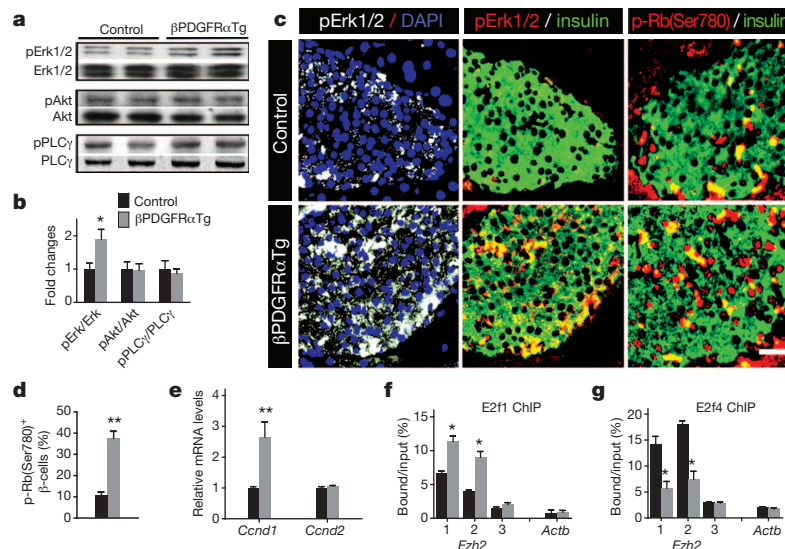 a
Control βPDGFRαTg
pErk1/2
Erk1/2
pAkt
Akt
pPLCγ
PLCγ
b
Control
βPDGFRαTg
Fold changes
2
1
0
*
pErk/Erk
pAkt/Akt
pPLCγ/PLCγ
c
pErk1/2 / DAPI
pErk1/2 / insulin
p-Rb(Ser780) / insulin
Control
βPDGFRαTg
d
p-Rb(Ser780)+
β-cells (%)
50
40
30
20
10
0
**
e
Relative mRNA levels
4
3
2
1
0
**
Ccnd1 Ccnd2
f
E2f1 ChIP
Bound/input (%)
15
10
5
0
* *
1 2 3 Actb
Ezh2
g
E2f4 ChIP
Bound/input (%)
20
15
10
5
0
* *
1 2 3 Actb
Ezh2